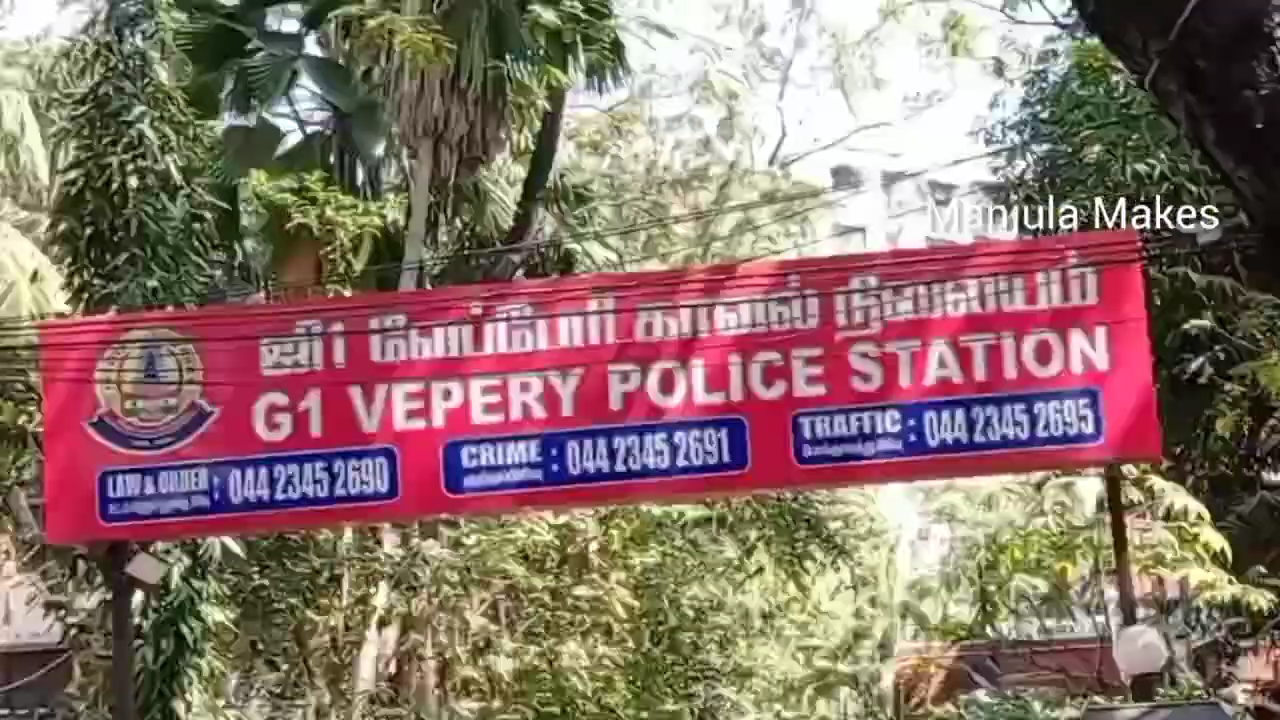 Manjula Makes
ஜி1 வேப்பேரி காவல் நிலையம்
G1 VEPERY POLICE STATION
LAW & ORDER : 044 2345 2690
CRIME : 044 2345 2691
TRAFFIC : 044 2345 2695